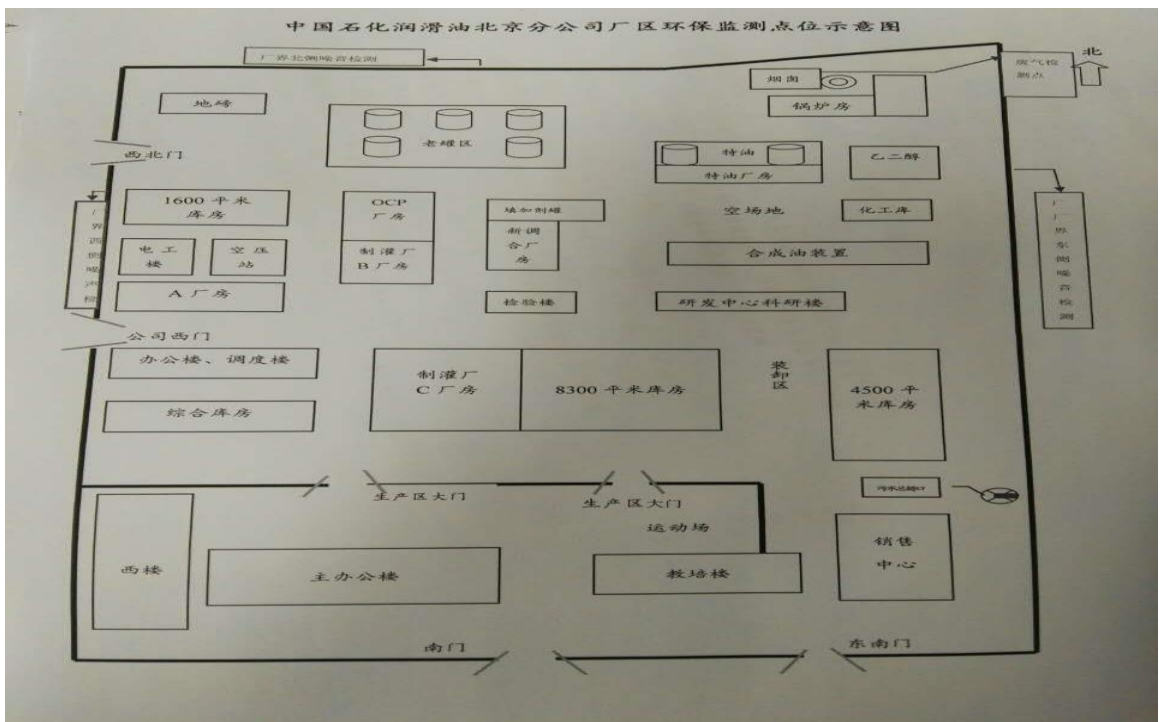 中国石化润滑油北京分公司厂区环保监测点位示意图
厂界北侧噪音检测
北
废气检
测点
烟囱
锅炉房
地磅
老罐区
西北门
特油
特油厂房
乙二醇
1600 平米
库房
OCP
厂房
填加剂罐
空场地
化工库
厂界西侧噪声检
厂厂界东侧噪音检测
电工
楼
空压
站
制灌厂
B 厂房
新调
合厂
房
合成油装置
A 厂房
检验楼
研发中心科研楼
公司西门
办公楼、调度楼
制灌厂
C 厂房
8300 平米库房
装卸区
4500 平
米库房
综合库房
生产区大门
生产区大门
运动场
西楼
主办公楼
教培楼
销售
中心
南门
东南门